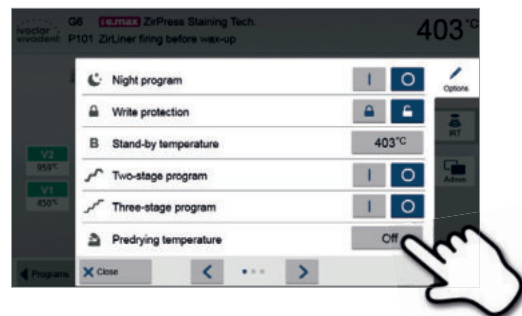 ivoclar vivadent
G6 IPS e.max ZirPress Staining Tech.
P101 ZirLiner firing before wax-up
403 °C
Night program I O
Options
Write protection
IRT
B Stand-by temperature 403°C
V2
959°C
Two-stage program I O
Admin
V1
450°C
Three-stage program I O
Predrying temperature Off
Programs
Close